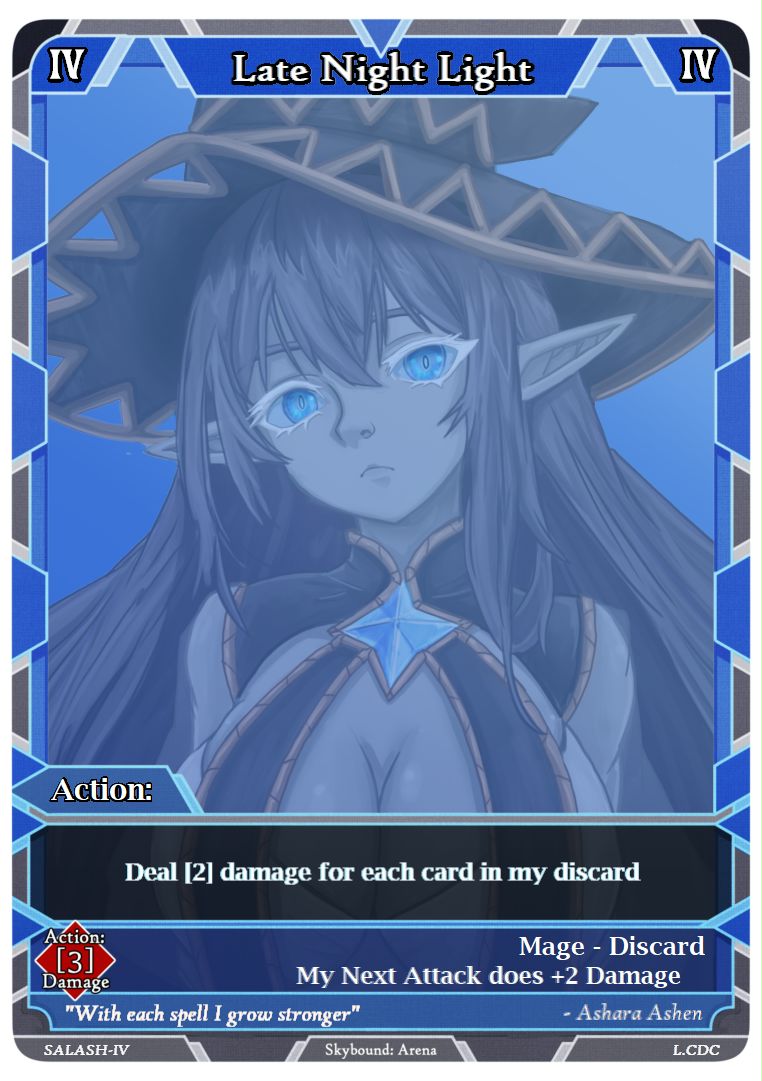 IV
Late Night Light
IV
Action:
Deal [2] damage for each card in my discard
Action:
[3]
Damage
Mage - Discard
My Next Attack does +2 Damage
"With each spell I grow stronger"
- Ashara Ashen
SALASH-IV
Skybound: Arena
L.CDC